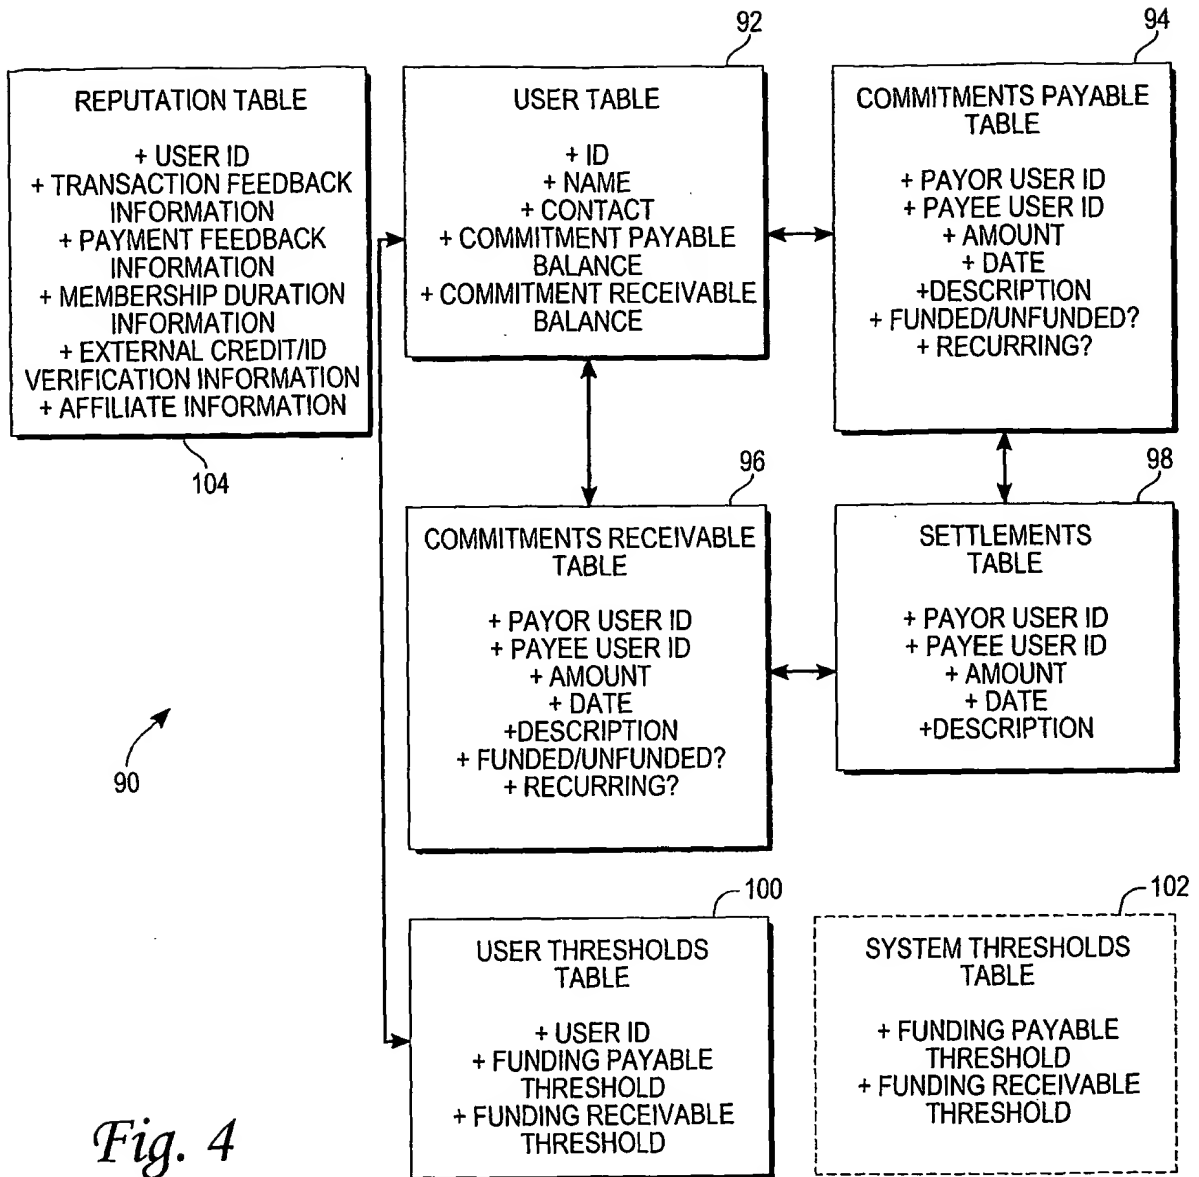 92
94
REPUTATION TABLE
+ USER ID
+ TRANSACTION FEEDBACK
INFORMATION
+ PAYMENT FEEDBACK
INFORMATION
+ MEMBERSHIP DURATION
INFORMATION
+ EXTERNAL CREDIT/ID
VERIFICATION INFORMATION
+ AFFILIATE INFORMATION
104
USER TABLE
+ ID
+ NAME
+ CONTACT
+ COMMITMENT PAYABLE
BALANCE
+ COMMITMENT RECEIVABLE
BALANCE
COMMITMENTS PAYABLE
TABLE
+ PAYOR USER ID
+ PAYEE USER ID
+ AMOUNT
+ DATE
+DESCRIPTION
+ FUNDED/UNFUNDED?
+ RECURRING?
96
98
COMMITMENTS RECEIVABLE
TABLE
+ PAYOR USER ID
+ PAYEE USER ID
+ AMOUNT
+ DATE
+DESCRIPTION
+ FUNDED/UNFUNDED?
+ RECURRING?
SETTLEMENTS
TABLE
+ PAYOR USER ID
+ PAYEE USER ID
+ AMOUNT
+ DATE
+DESCRIPTION
90
100
102
USER THRESHOLDS
TABLE
+ USER ID
+ FUNDING PAYABLE
THRESHOLD
+ FUNDING RECEIVABLE
THRESHOLD
SYSTEM THRESHOLDS
TABLE
+ FUNDING PAYABLE
THRESHOLD
+ FUNDING RECEIVABLE
THRESHOLD
Fig. 4